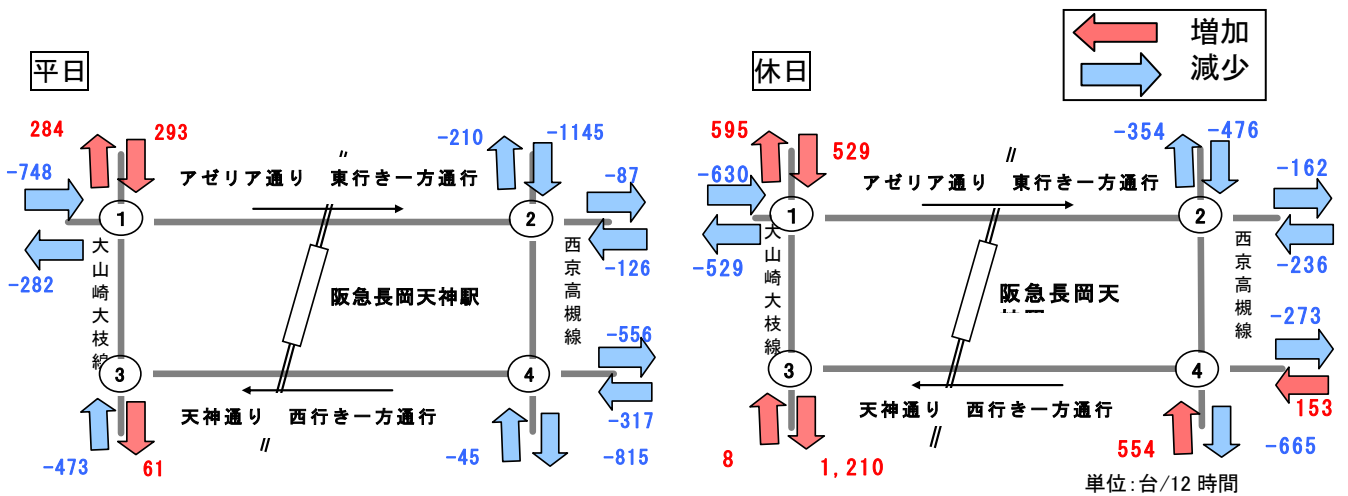 増加
減少
平日
284
293
-748
-282
-210
-1145
-87
-126
アゼリア通り 東行き一方通行
1
2
大山崎大枝線
西京高槻線
阪急長岡天神駅
-556
-317
3
4
天神通り 西行き一方通行
-473
61
-45
-815
休日
595
529
-630
-529
-354
-476
-162
-236
アゼリア通り 東行き一方通行
1
2
大山崎大枝線
西京高槻線
阪急長岡天
-273
153
3
4
天神通り 西行き一方通行
8
1,210
554
-665
単位:台/12 時間